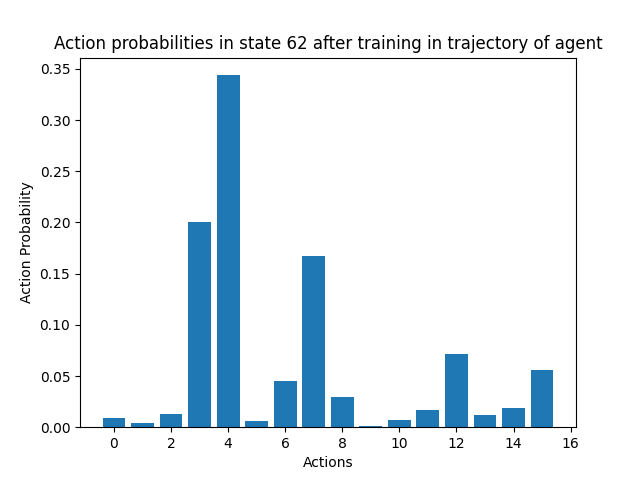 Action probabilities in state 62 after training in trajectory of agent
0.35
0.30
0.25
0.20
0.15
0.10
0.05
0.00
Action Probability
0 2 4 6 8 10 12 14 16
Actions